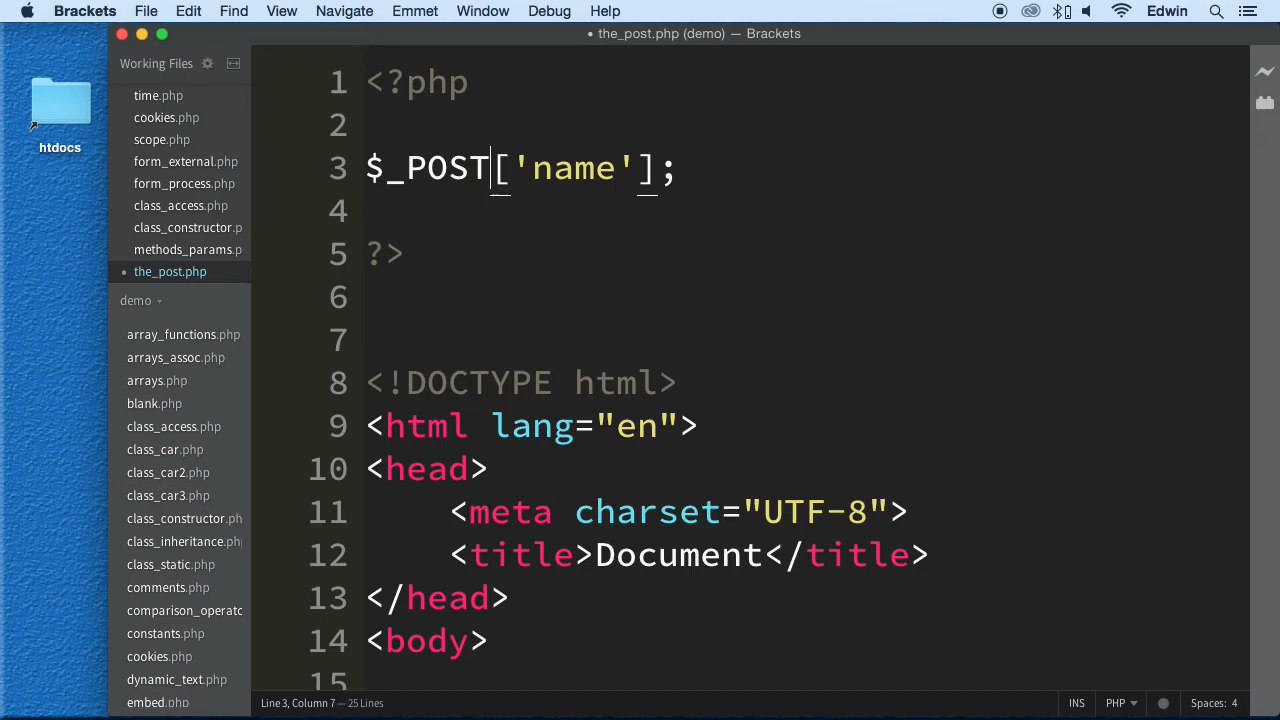 Brackets File Edit Find View Navigate Emmet Window Debug Help Edwin
• the_post.php (demo) — Brackets
htdocs
Working Files
time.php
cookies.php
scope.php
form_external.php
form_process.php
class_access.php
class_constructor.p
methods_params.p
• the_post.php
demo
array_functions.php
arrays_assoc.php
arrays.php
blank.php
class_access.php
class_car.php
class_car2.php
class_car3.php
class_constructor.ph
class_inheritance.ph
class_static.php
comments.php
comparison_operato
constants.php
cookies.php
dynamic_text.php
embed.php
1 <?php
2
3 $_POST['name'];
4
5 ?>
6
7
8 <!DOCTYPE html>
9 <html lang="en">
10 <head>
11 <meta charset="UTF-8">
12 <title>Document</title>
13 </head>
14 <body>
15
Line 3, Column 7 — 25 Lines
INS PHP Spaces: 4